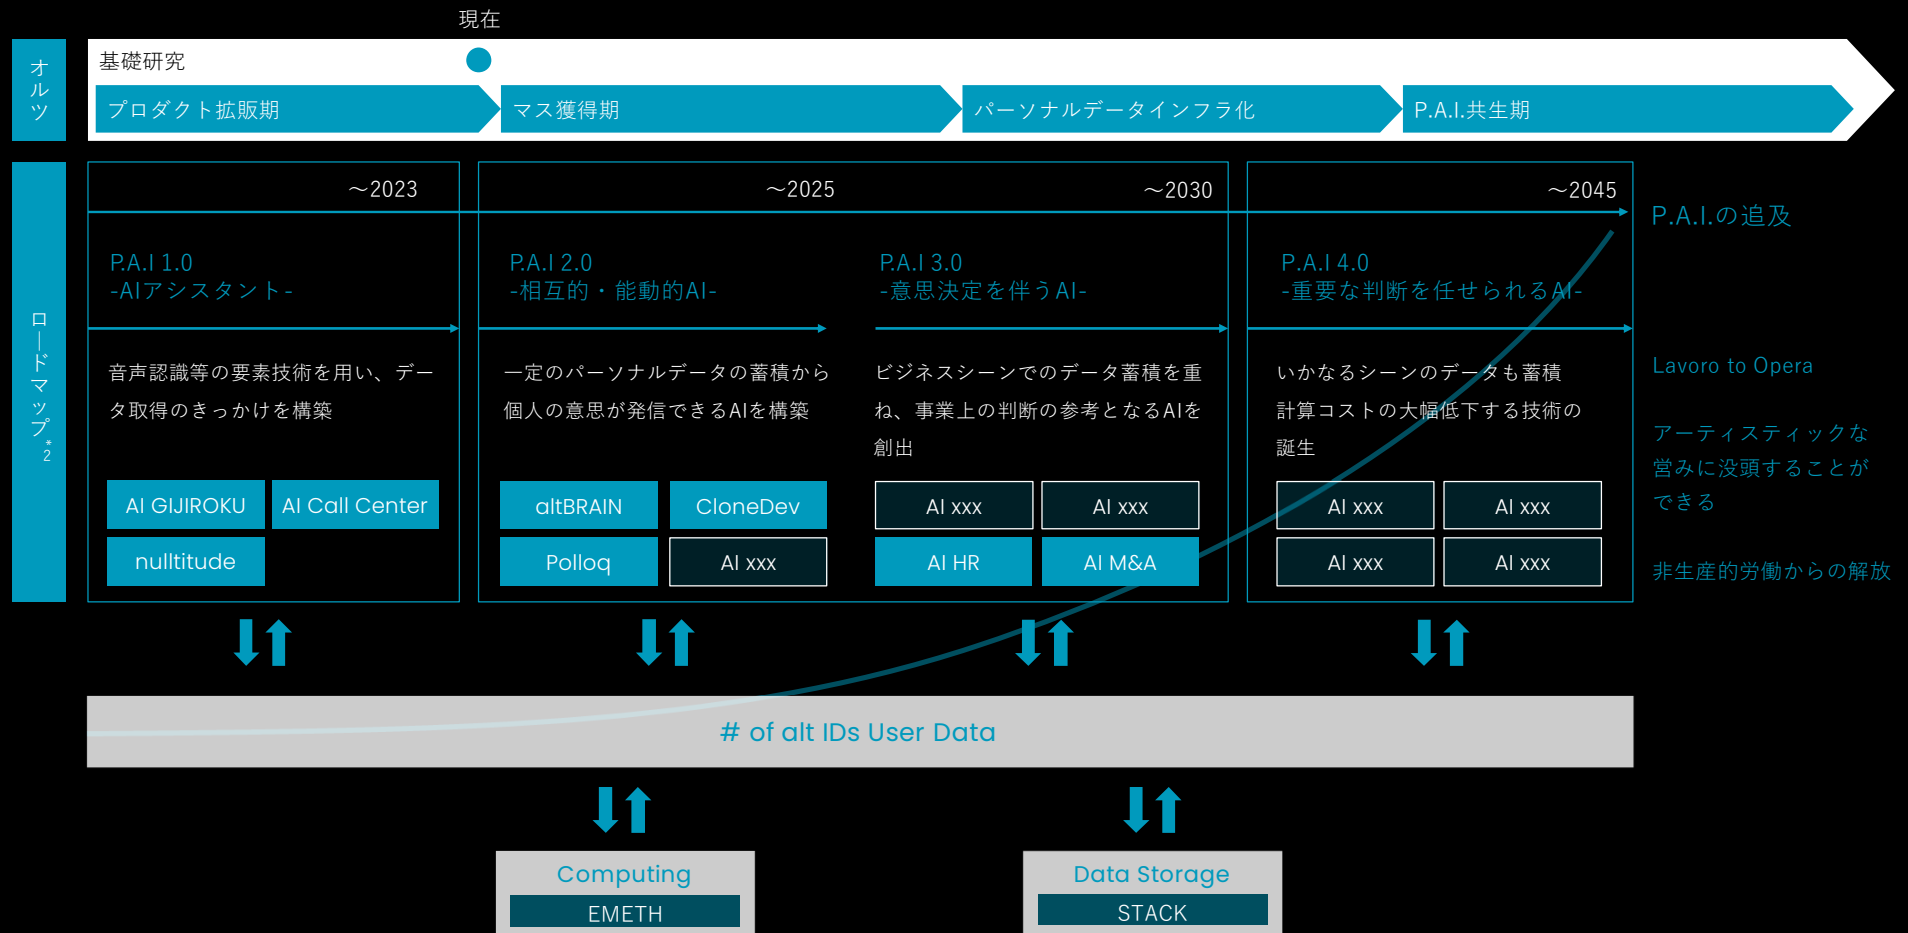 現在
オルツ
基礎研究
プロダクト拡販期
マス獲得期
パーソナルデータインフラ化
P.A.I.共生期
ロードマップ*2
〜2023
〜2025
〜2030
〜2045
P.A.I.の追及
P.A.I 1.0
-AIアシスタント-
音声認識等の要素技術を用い、デー
タ取得のきっかけを構築
AI GIJIROKU
AI Call Center
nulltitude
P.A.I 2.0
-相互的・能動的AI-
一定のパーソナルデータの蓄積から
個人の意思が発信できるAIを構築
altBRAIN
CloneDev
Polloq
AI xxx
P.A.I 3.0
-意思決定を伴うAI-
ビジネスシーンでのデータ蓄積を重
ね、事業上の判断の参考となるAIを
創出
AI xxx
AI xxx
AI HR
AI M&A
P.A.I 4.0
-重要な判断を任せられるAI-
いかなるシーンのデータも蓄積
計算コストの大幅低下する技術の
誕生
AI xxx
AI xxx
AI xxx
AI xxx
Lavoro to Opera
アーティスティックな
営みに没頭することが
できる
非生産的労働からの解放
# of alt IDs User Data
Computing
EMETH
Data Storage
STACK